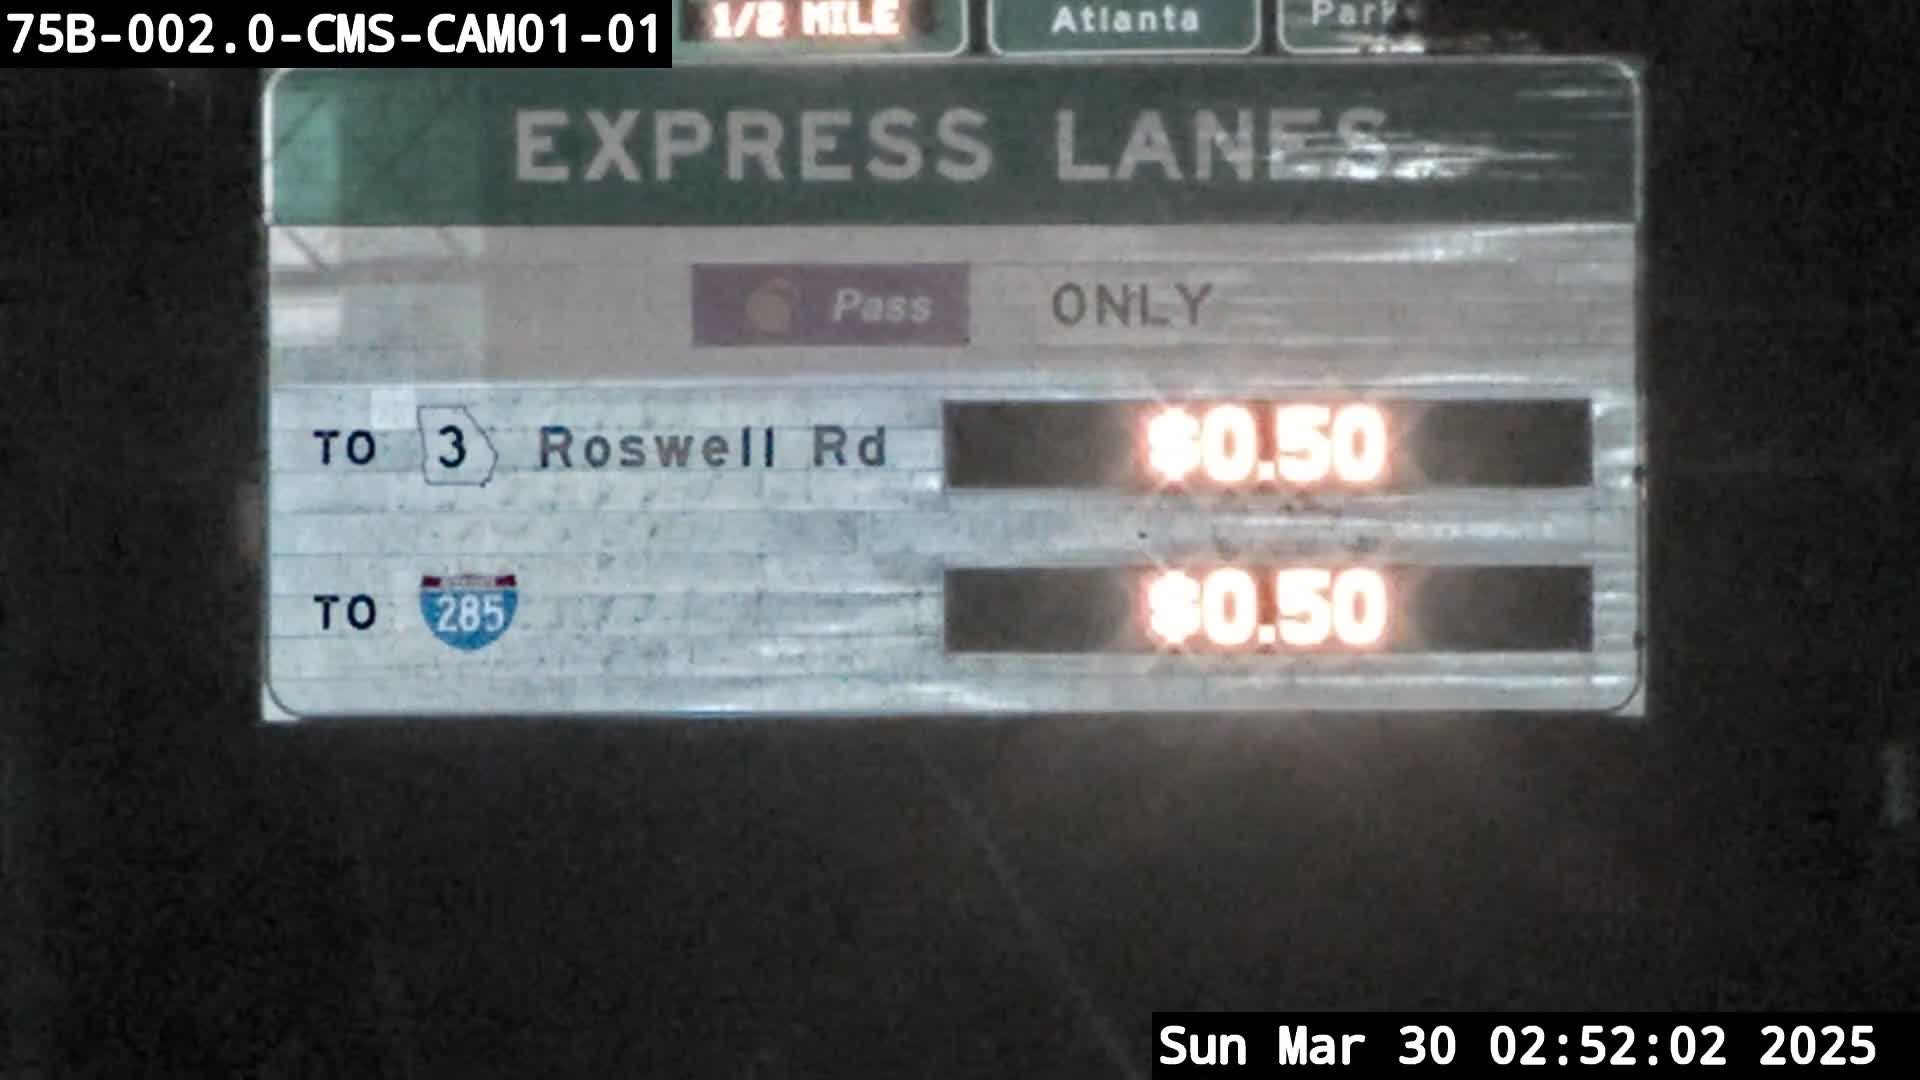 75B-002.0-CMS-CAM01-01
1/2 MILE
Atlanta
Park
EXPRESS LANES
Pass ONLY
TO 3 Roswell Rd $0.50
TO 285 $0.50
Sun Mar 30 02:52:02 2025